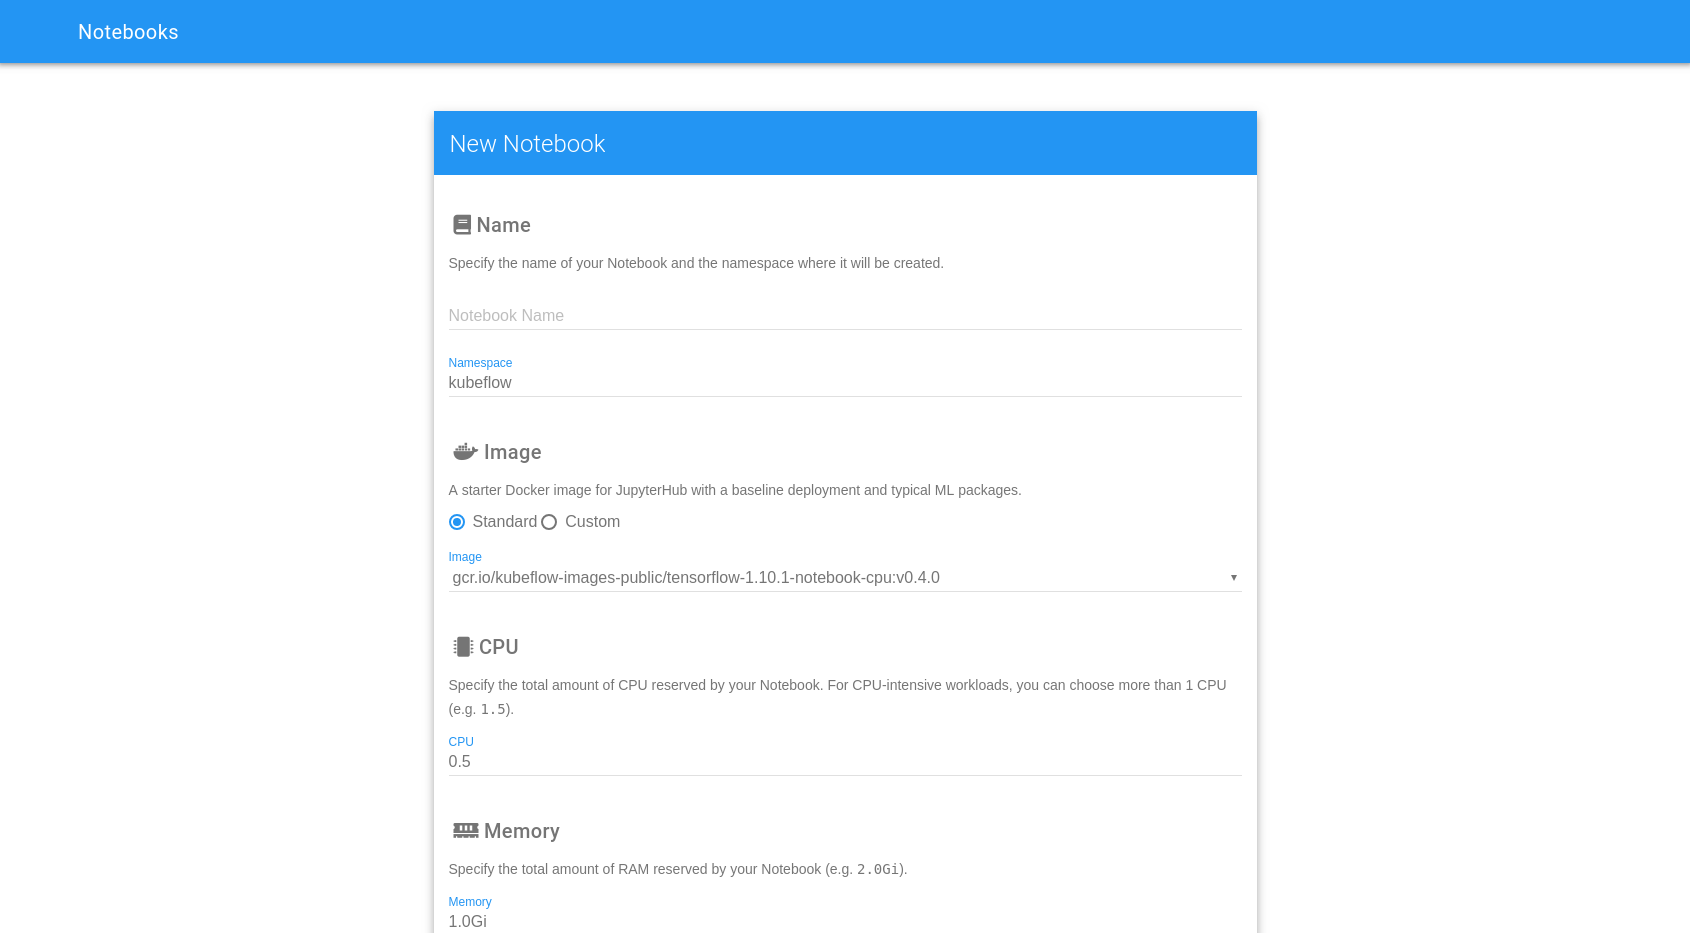 Notebooks
New Notebook
Name
Specify the name of your Notebook and the namespace where it will be created.
Notebook Name
Namespace
kubeflow
Image
A starter Docker image for JupyterHub with a baseline deployment and typical ML packages.
Standard Custom
Image
gcr.io/kubeflow-images-public/tensorflow-1.10.1-notebook-cpu:v0.4.0
CPU
Specify the total amount of CPU reserved by your Notebook. For CPU-intensive workloads, you can choose more than 1 CPU
(e.g. 1.5).
CPU
0.5
Memory
Specify the total amount of RAM reserved by your Notebook (e.g. 2.0Gi).
Memory
1.0Gi